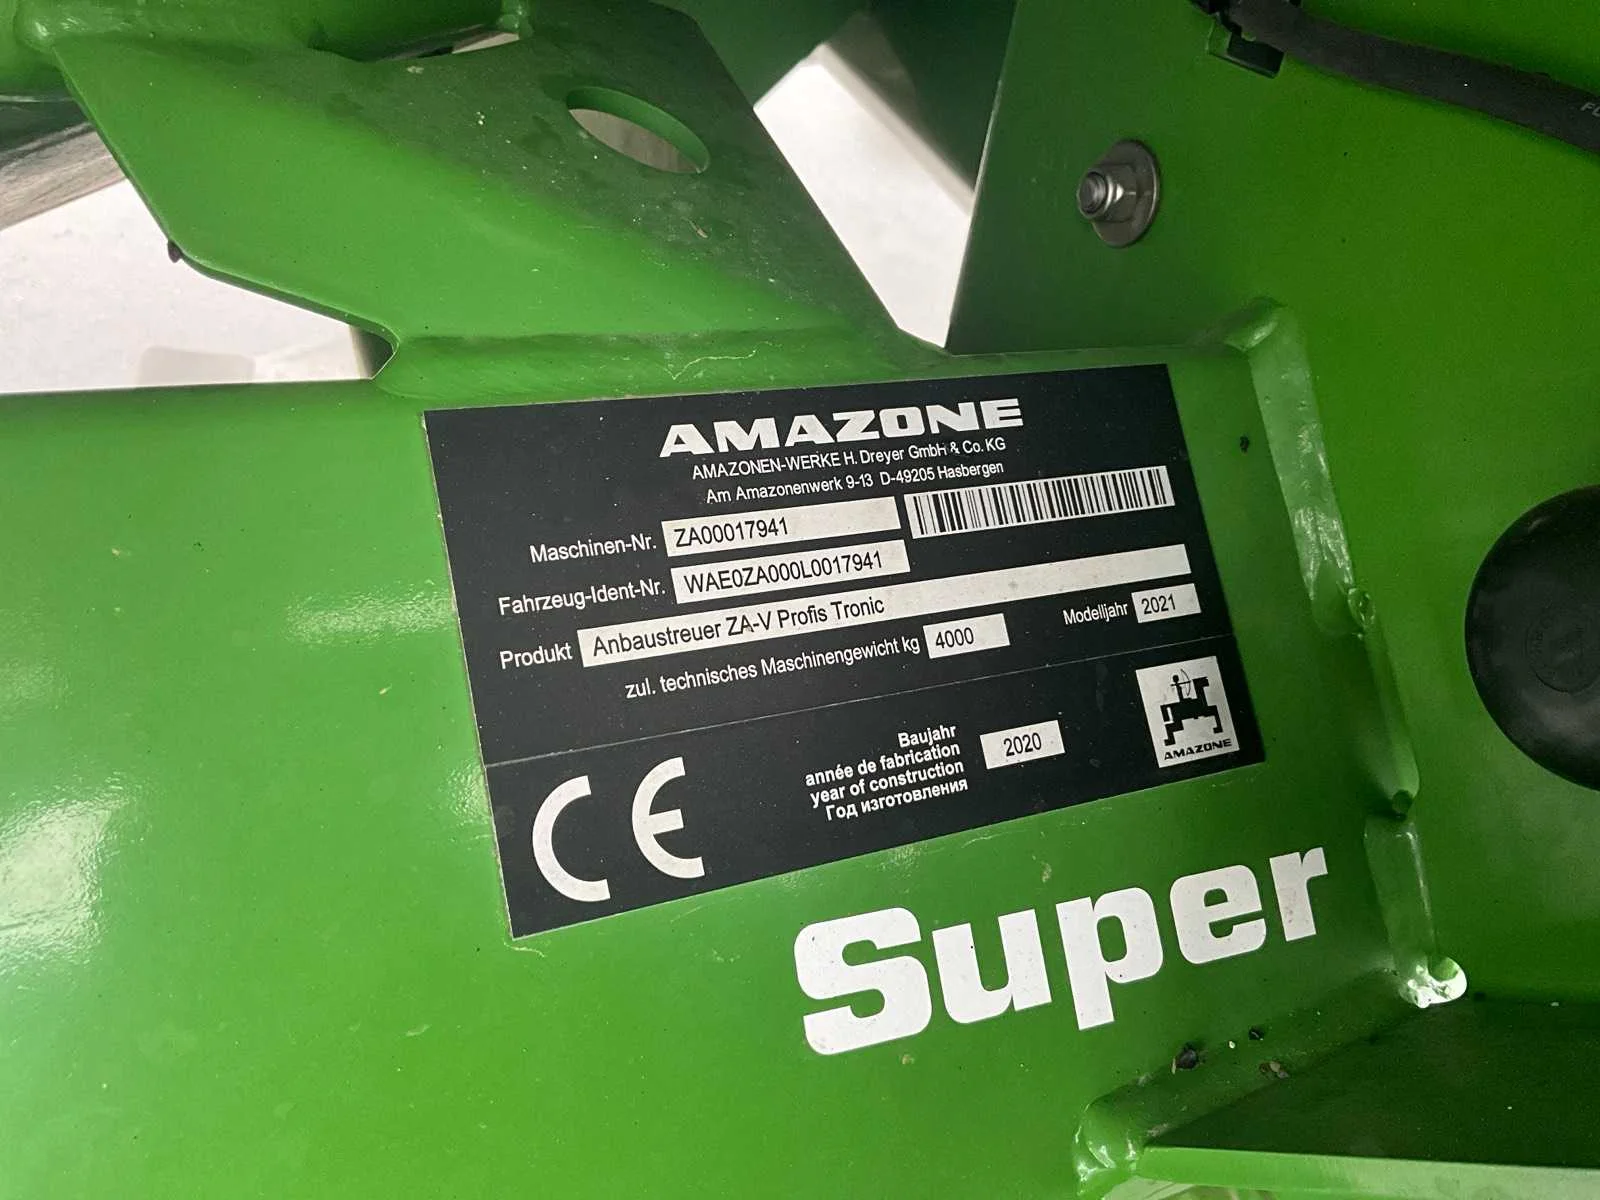 AMAZONE
AMAZONEN-WERKE H. Dreyer GmbH & Co. KG
Am Amazonenwerk 9-13 D-49205 Hasbergen
Maschinen-Nr. ZA00017941
Fahrzeug-Ident-Nr. WAE0ZA000L0017941
Produkt Anbaustreuer ZA-V Profis Tronic
zul. technisches Maschinengewicht kg 4000 Modelljahr 2021
CE
Baujahr
année de fabrication
year of construction
Год изготовления
2020
AMAZONE
Super